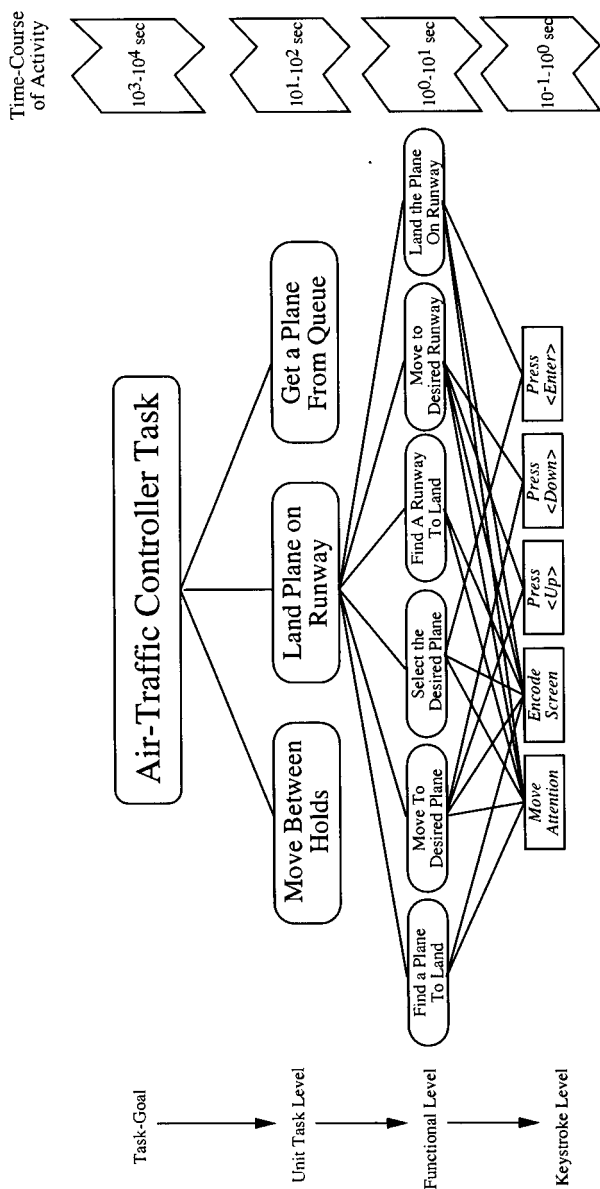 Time-Course
of Activity
Task-Goal
Air-Traffic Controller Task
10³-10⁴ sec
Unit Task Level
Move Between
Holds
Land Plane on
Runway
Get a Plane
From Queue
10¹-10² sec
Functional Level
Find a Plane
To Land
Move To
Desired Plane
Select the
Desired Plane
Find A Runway
To Land
Move to
Desired Runway
Land the Plane
On Runway
10⁰-10¹ sec
Keystroke Level
Move
Attention
Encode
Screen
Press
<Up>
Press
<Down>
Press
<Enter>
10-1-10⁰ sec